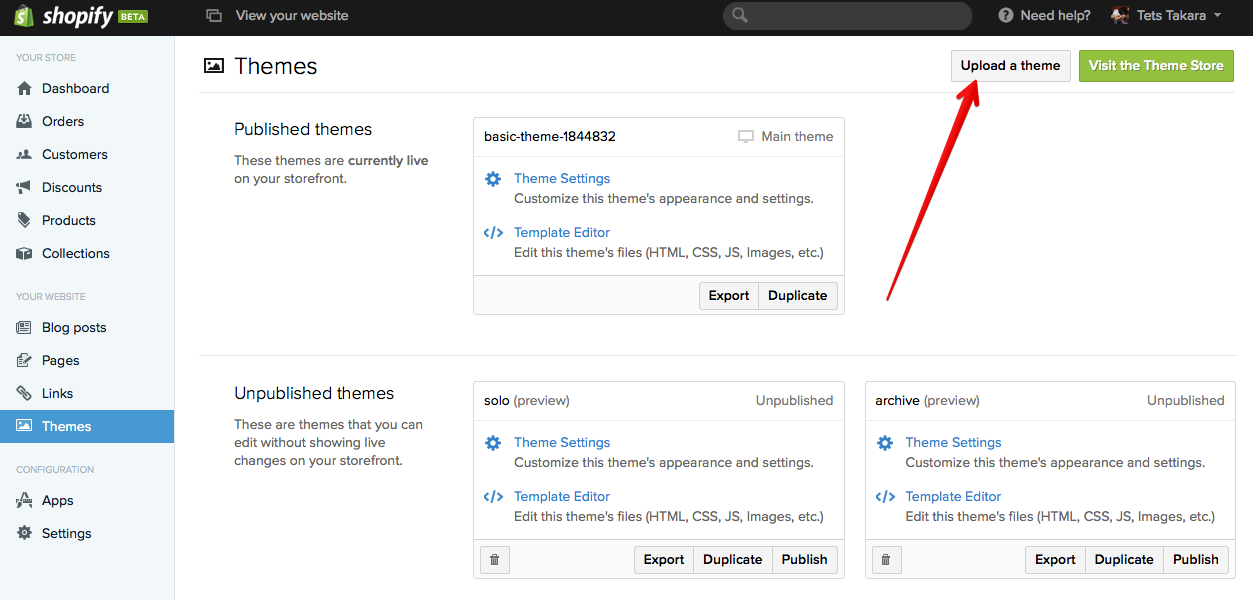 shopify BETA
View your website
Need help?
Tets Takara
YOUR STORE
Dashboard
Orders
Customers
Discounts
Products
Collections
YOUR WEBSITE
Blog posts
Pages
Links
Themes
CONFIGURATION
Apps
Settings
Themes
Upload a theme
Visit the Theme Store
Published themes
These themes are currently live
on your storefront.
basic-theme-1844832
Main theme
Theme Settings
Customize this theme's appearance and settings.
Template Editor
Edit this theme's files (HTML, CSS, JS, Images, etc.)
Export
Duplicate
Unpublished themes
These are themes that you can
edit without showing live
changes on your storefront.
solo (preview)
Unpublished
Theme Settings
Customize this theme's appearance and settings.
Template Editor
Edit this theme's files (HTML, CSS, JS, Images, etc.)
Export
Duplicate
Publish
archive (preview)
Unpublished
Theme Settings
Customize this theme's appearance and settings.
Template Editor
Edit this theme's files (HTML, CSS, JS, Images, etc.)
Export
Duplicate
Publish